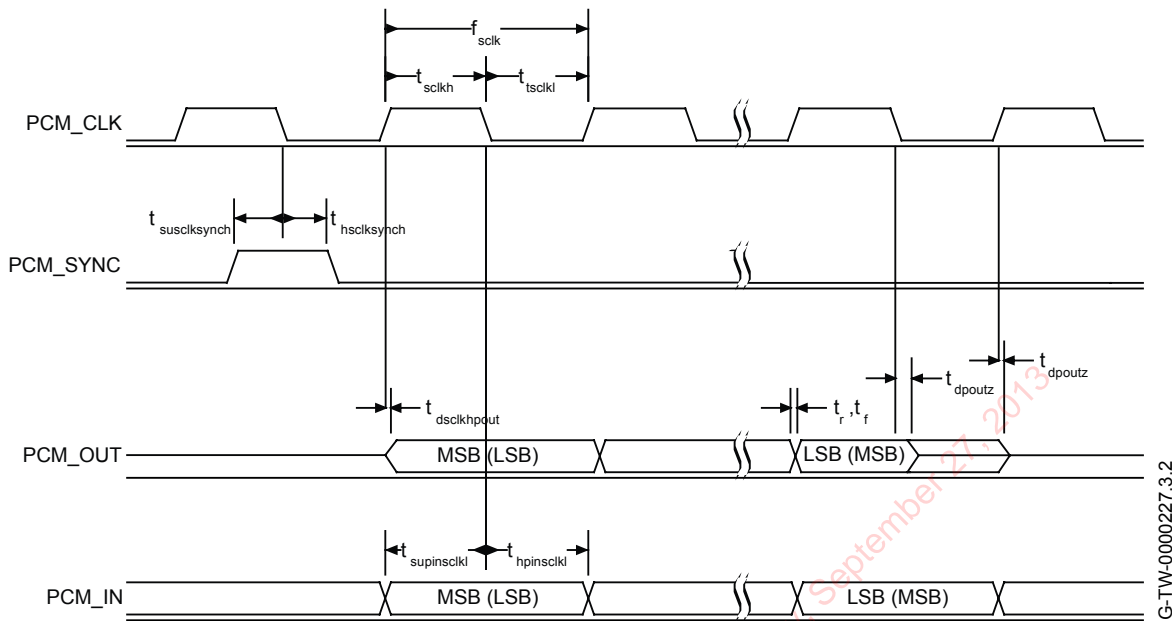 f sclk
t sclkh t tsclkl
PCM_CLK
t susclksynch t hsclksynch
PCM_SYNC
t dpoutz
t dpoutz
t r ,t f
t dsclkhpout
PCM_OUT MSB (LSB) LSB (MSB)
t supinsclkl t hpinsclkl
PCM_IN MSB (LSB) LSB (MSB)
September 27, 2013
G-TW-0000227.3.2